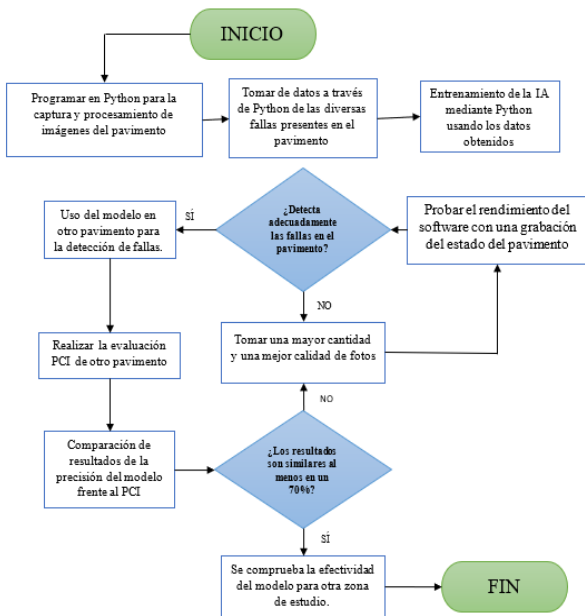 INICIO
Programar en Python para la
captura y procesamiento de
imágenes del pavimento
Tomar de datos a través
de Python de las diversas
fallas presentes en el
pavimento
Entrenamiento de la IA
mediante Python
usando los datos
obtenidos
Probar el rendimiento del
software con una grabación
del estado del pavimento
¿Detecta
adecuadamente
las fallas en el
pavimento?
SÍ
Uso del modelo en
otro pavimento para
la detección de fallas.
NO
Tomar una mayor cantidad
y una mejor calidad de fotos
Realizar la evaluación
PCI de otro pavimento
Comparación de
resultados de la
precisión del modelo
frente al PCI
¿Los resultados
son similares al
menos en un
70%?
NO
SÍ
Se comprueba la efectividad
del modelo para otra zona
de estudio.
FIN